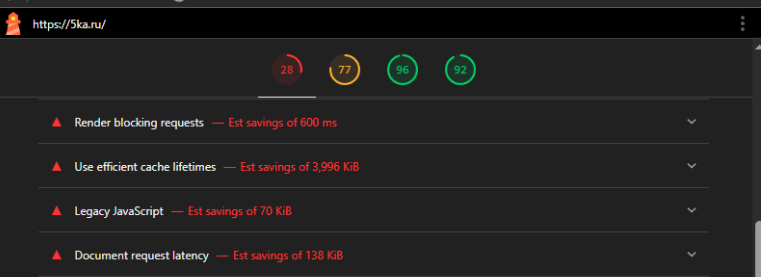 https://5ka.ru/
28 77 96 92
Render blocking requests — Est savings of 600 ms
Use efficient cache lifetimes — Est savings of 3,996 KiB
Legacy JavaScript — Est savings of 70 KiB
Document request latency — Est savings of 138 KiB